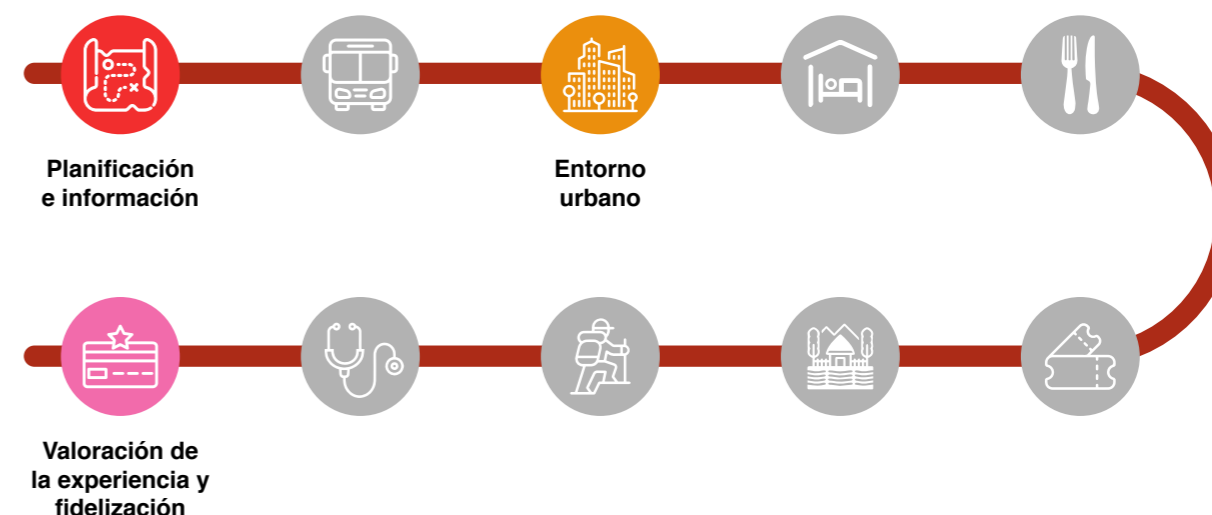 Planificación
e información
Entorno
urbano
Valoración de
la experiencia y
fidelización